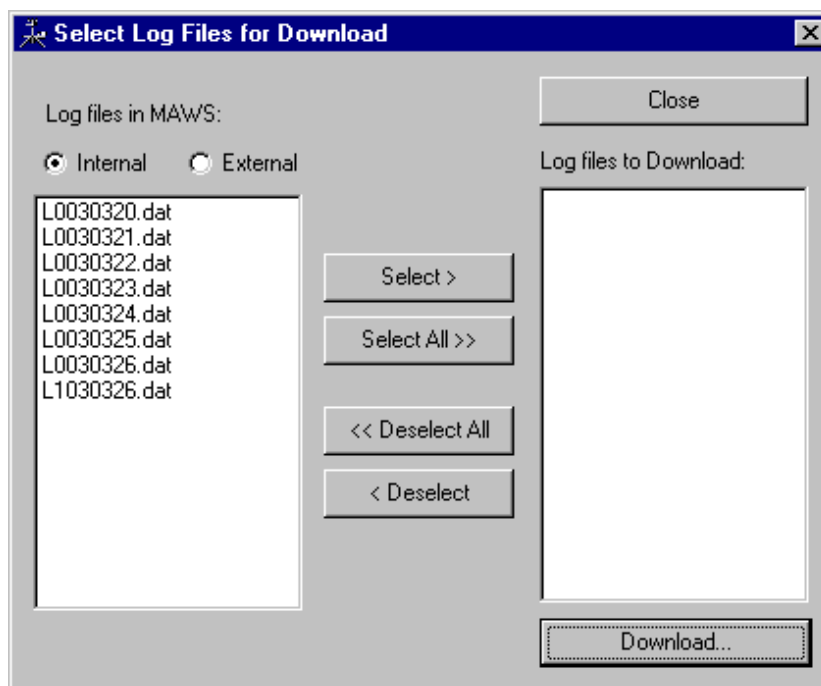 Select Log Files for Download
Close
Log files in MAWS:
Internal
External
Log files to Download:
L0030320.dat
L0030321.dat
L0030322.dat
L0030323.dat
L0030324.dat
L0030325.dat
L0030326.dat
L1030326.dat
Select >
Select All >>
<< Deselect All
< Deselect
Download...